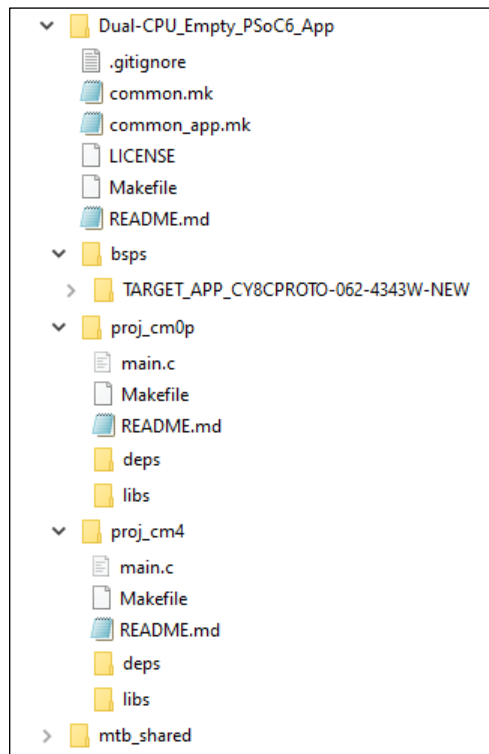 Dual-CPU_Empty_PSoC6_App
.gitignore
common.mk
common_app.mk
LICENSE
Makefile
README.md
bsps
TARGET_APP_CY8CPROTO-062-4343W-NEW
proj_cm0p
main.c
Makefile
README.md
deps
libs
proj_cm4
main.c
Makefile
README.md
deps
libs
mtb_shared